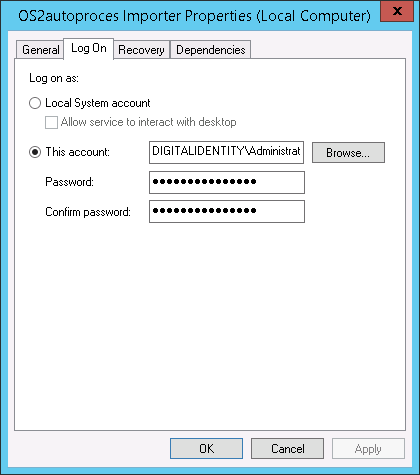 OS2autoproces Importer Properties (Local Computer)
x
General Log On Recovery Dependencies
Log on as:
Local System account
Allow service to interact with desktop
This account: DIGITALIDENTITY\Administrat Browse...
Password: ●●●●●●●●●●●●●●●
Confirm password: ●●●●●●●●●●●●●●●
OK Cancel Apply